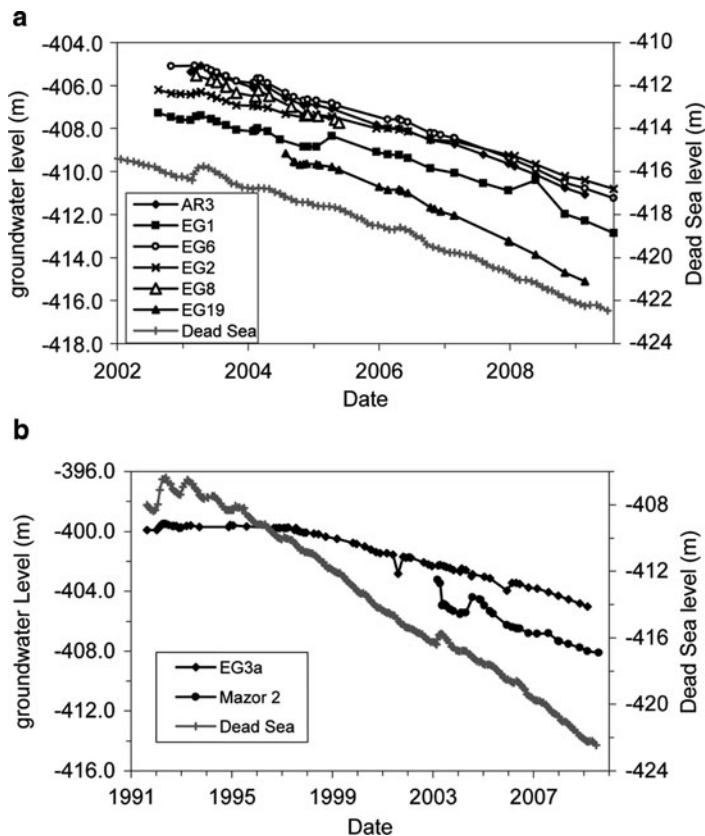 a
-404.0
-406.0
-408.0
-410.0
-412.0
-414.0
-416.0
-418.0
groundwater level (m)
-410
-412
-414
-416
-418
-420
-422
-424
Dead Sea level (m)
AR3
EG1
EG6
EG2
EG8
EG19
Dead Sea
2002 2004 2006 2008
Date
b
-396.0
-400.0
-404.0
-408.0
-414.0
-416.0
groundwater Level (m)
-408
-412
-416
-420
-424
Dead Sea level (m)
EG3a
Mazor 2
Dead Sea
1991 1995 1999 2003 2007
Date